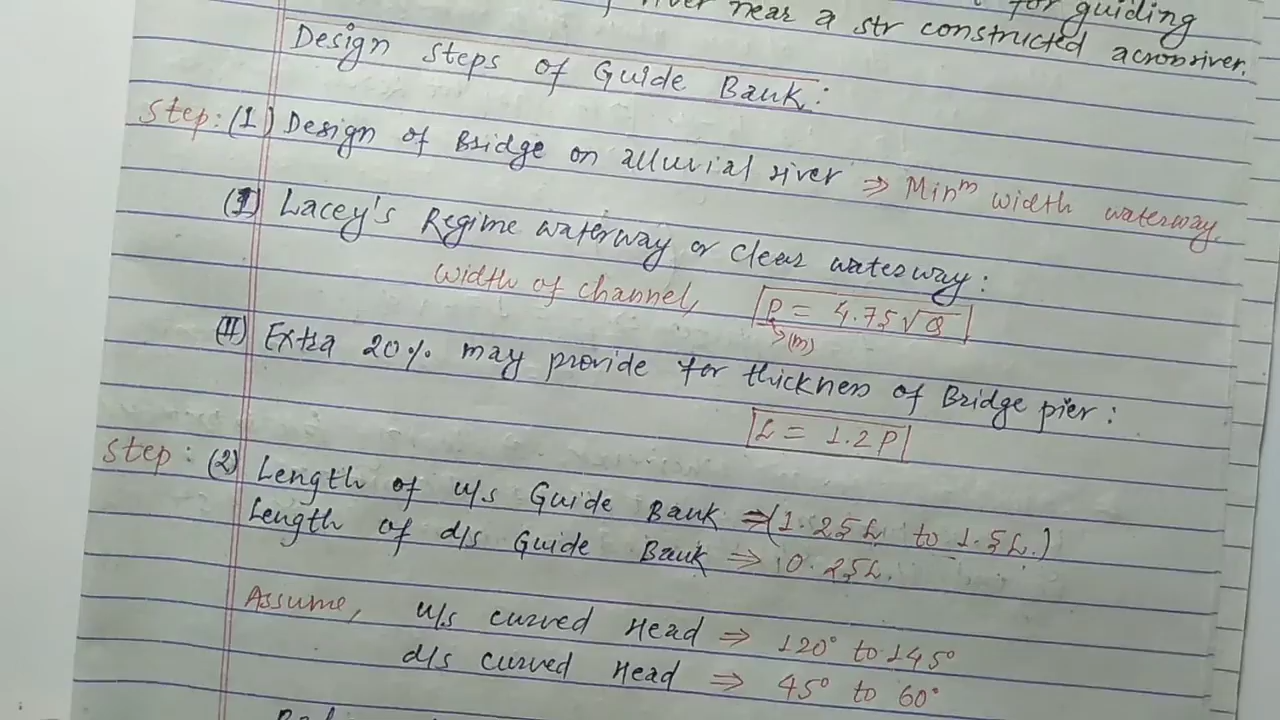 for guiding
river near a str constructed acrossriver.
Design Steps of Guide Bank:
Step: (1) Design of Bridge on alluvial river ⇒ Minᵐ width waterway,
(I) Lacey's Regime waterway or clear waterway:
width of channel, P = 4.75√Q
(m)
(II) Extra 20% may provide for thickness of Bridge pier:
L = 1.2P
Step: (2) Length of u/s Guide Bank ⇒ (1.25L to 1.5L.)
Length of d/s Guide Bank ⇒ 0.25L.
Assume, u/s curved Head ⇒ 120° to 145°
d/s curved Head ⇒ 45° to 60°